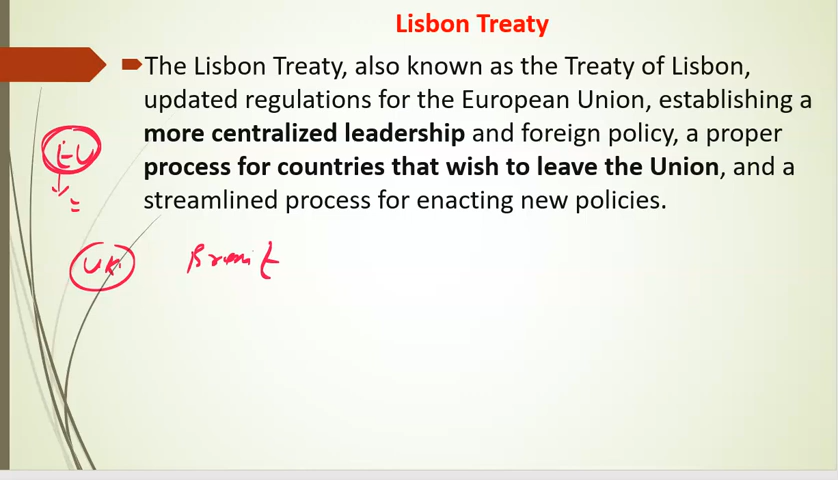 Lisbon Treaty
The Lisbon Treaty, also known as the Treaty of Lisbon,
updated regulations for the European Union, establishing a
more centralized leadership and foreign policy, a proper
process for countries that wish to leave the Union, and a
streamlined process for enacting new policies.
EU
UK